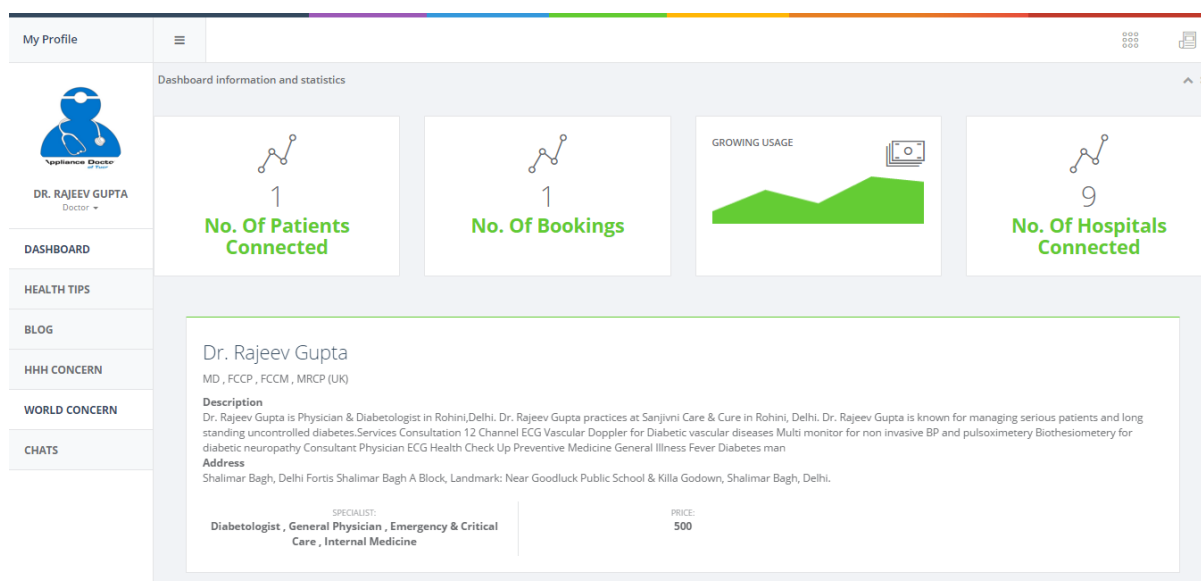 My Profile
Dashboard information and statistics
Appliance Docto
DR. RAJEEV GUPTA
Doctor
DASHBOARD
HEALTH TIPS
BLOG
HHH CONCERN
WORLD CONCERN
CHATS
1
No. Of Patients
Connected
1
No. Of Bookings
GROWING USAGE
9
No. Of Hospitals
Connected
Dr. Rajeev Gupta
MD , FCCP , FCCM , MRCP (UK)
Description
Dr. Rajeev Gupta is Physician & Diabetologist in Rohini,Delhi. Dr. Rajeev Gupta practices at Sanjivni Care & Cure in Rohini, Delhi. Dr. Rajeev Gupta is known for managing serious patients and long
standing uncontrolled diabetes.Services Consultation 12 Channel ECG Vascular Doppler for Diabetic vascular diseases Multi monitor for non invasive BP and pulsoximetery Biothesiometery for
diabetic neuropathy Consultant Physician ECG Health Check Up Preventive Medicine General Illness Fever Diabetes man
Address
Shalimar Bagh, Delhi Fortis Shalimar Bagh A Block, Landmark: Near Goodluck Public School & Killa Godown, Shalimar Bagh, Delhi.
SPECIALIST:
Diabetologist , General Physician , Emergency & Critical
Care , Internal Medicine
PRICE:
500